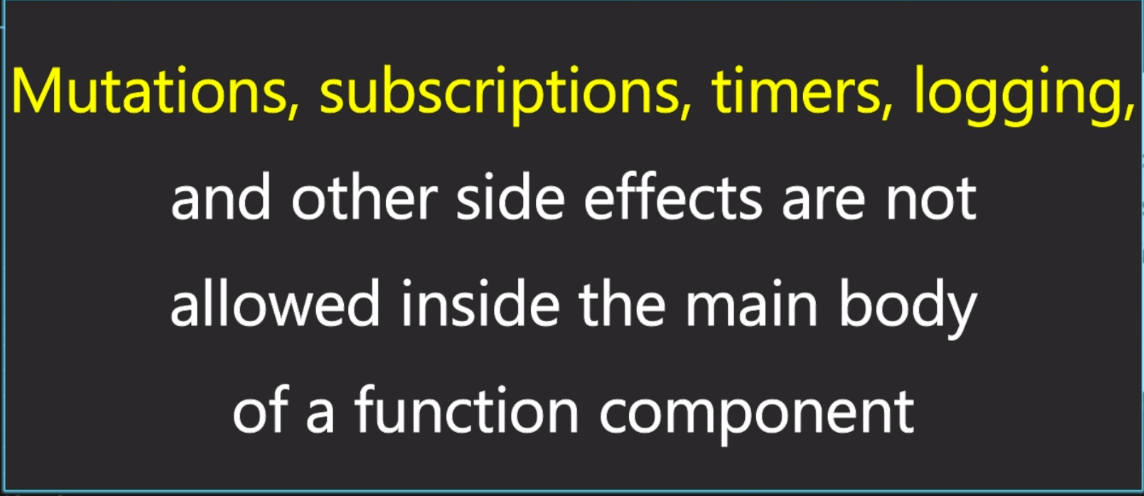 Mutations, subscriptions, timers, logging,
and other side effects are not
allowed inside the main body
of a function component